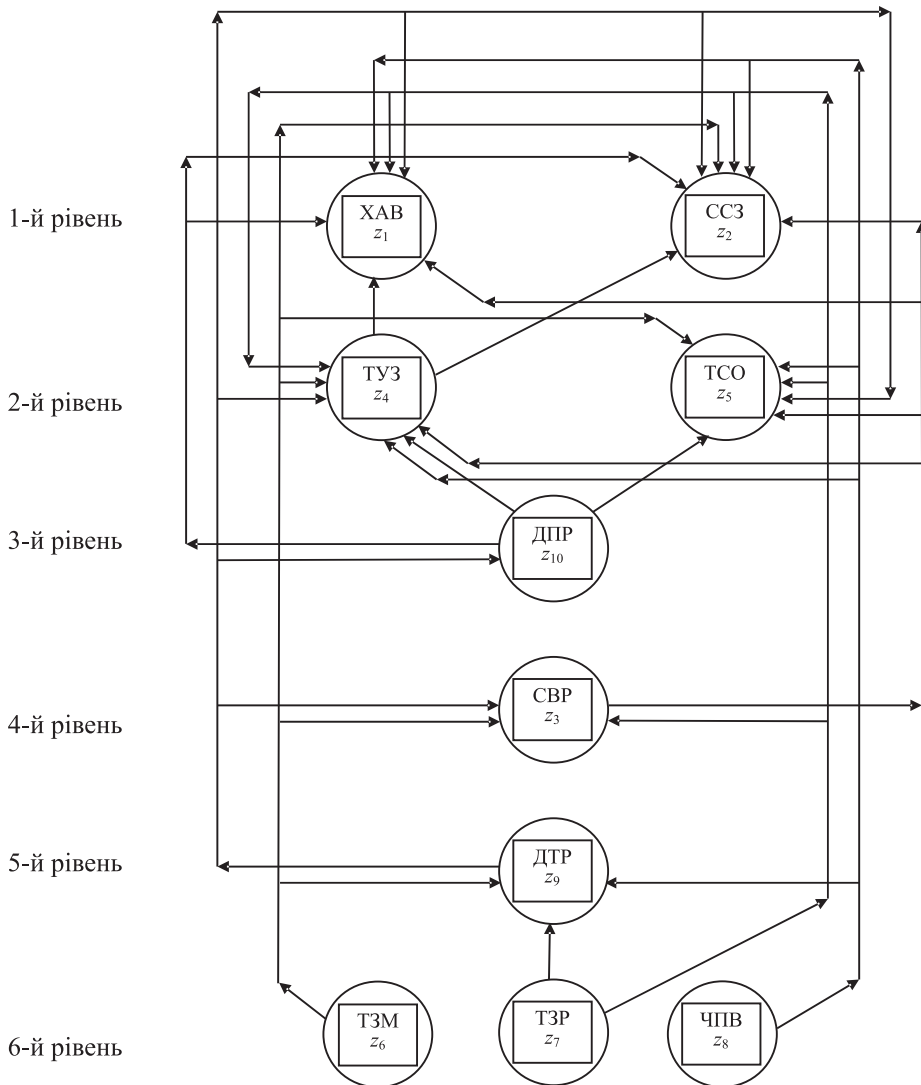 1-й рівень
ХАВ
z1
ССЗ
z2
2-й рівень
ТУЗ
z4
ТСО
z5
3-й рівень
ДПР
z10
4-й рівень
СВР
z3
5-й рівень
ДТР
z9
6-й рівень
ТЗМ
z6
ТЗР
z7
ЧПВ
z8